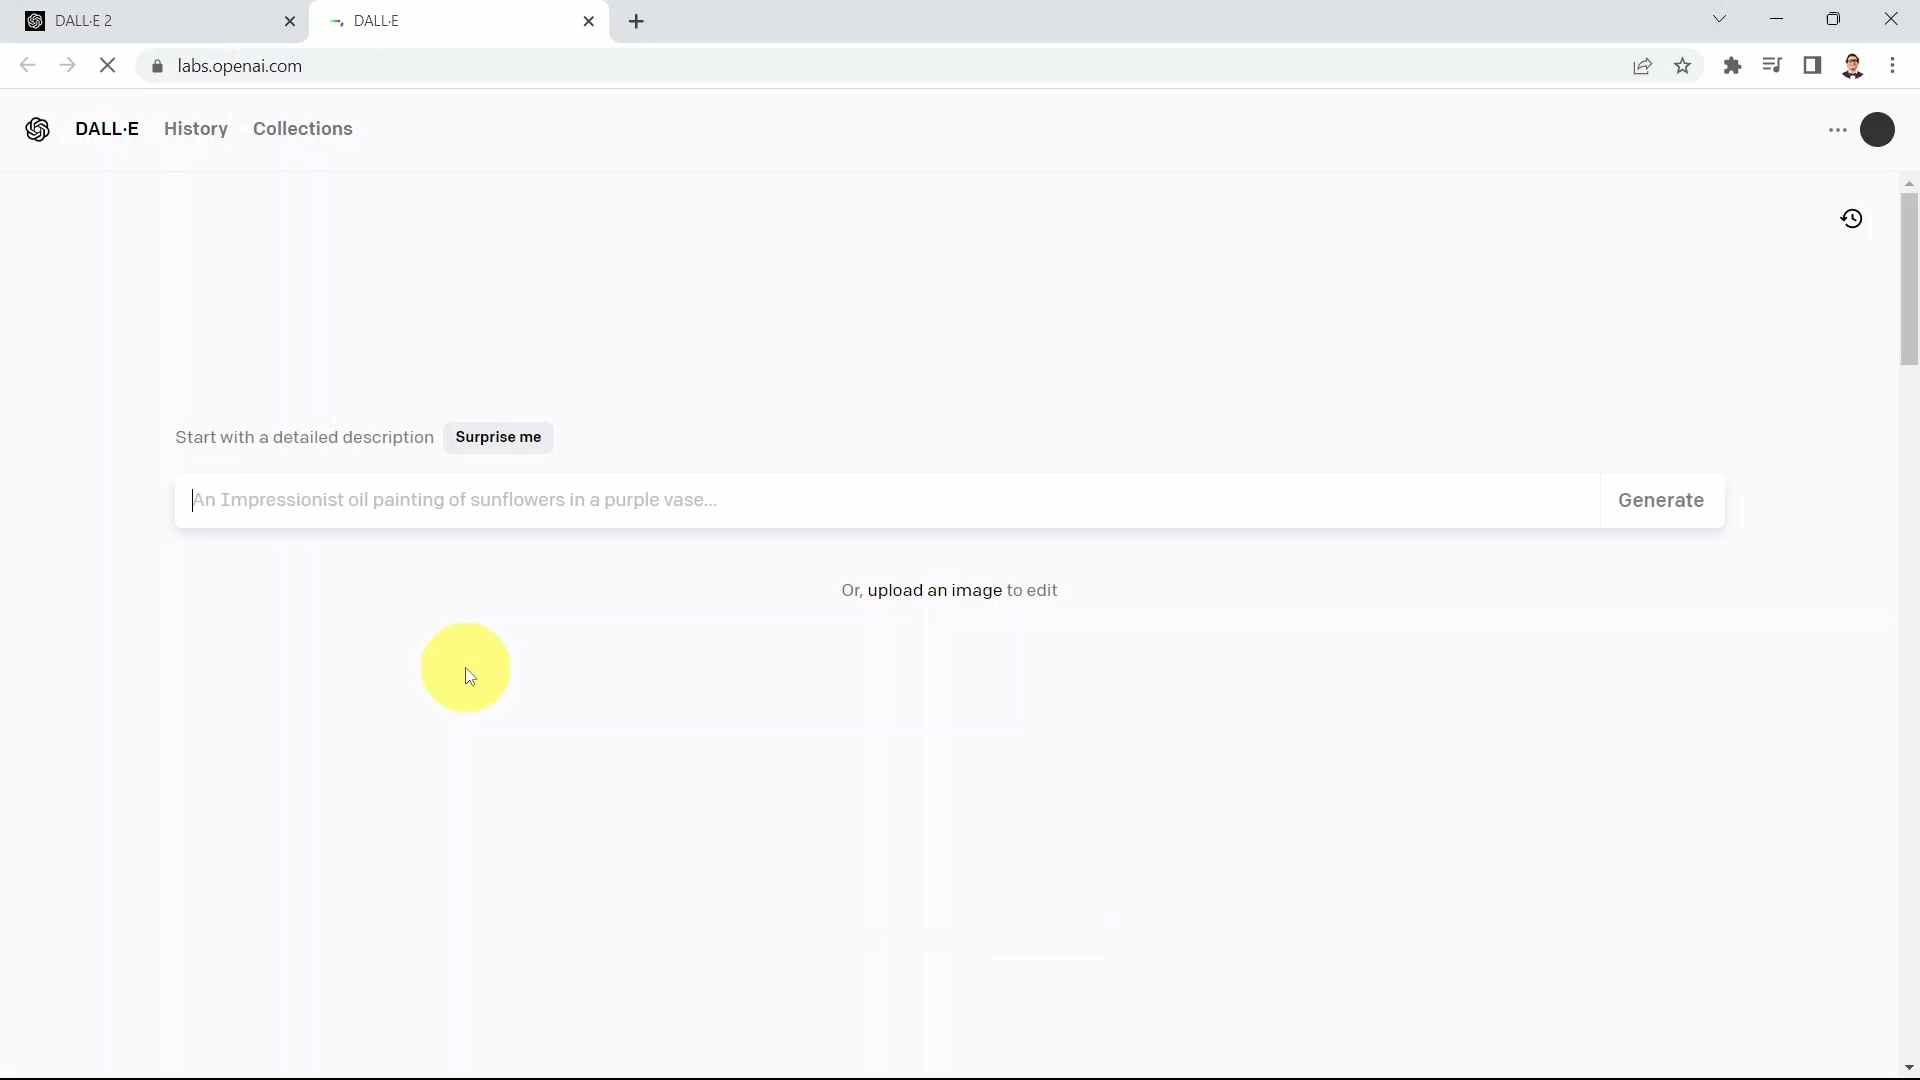 DALL·E 2
DALL·E
labs.openai.com
DALL·E History Collections
Start with a detailed description Surprise me
An Impressionist oil painting of sunflowers in a purple vase... Generate
Or, upload an image to edit